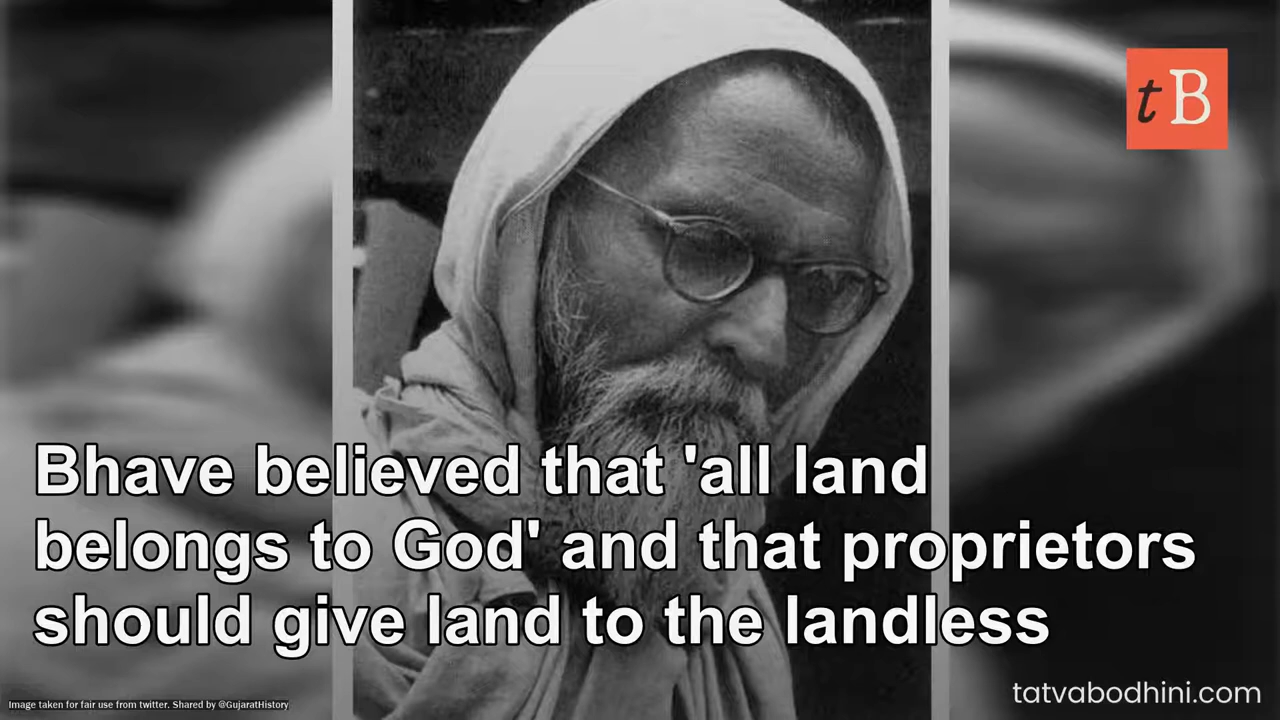 tB
Bhave believed that 'all land
belongs to God' and that proprietors
should give land to the landless
Image taken for fair use from twitter. Shared by @GujaratHistory
tatvabodhini.com